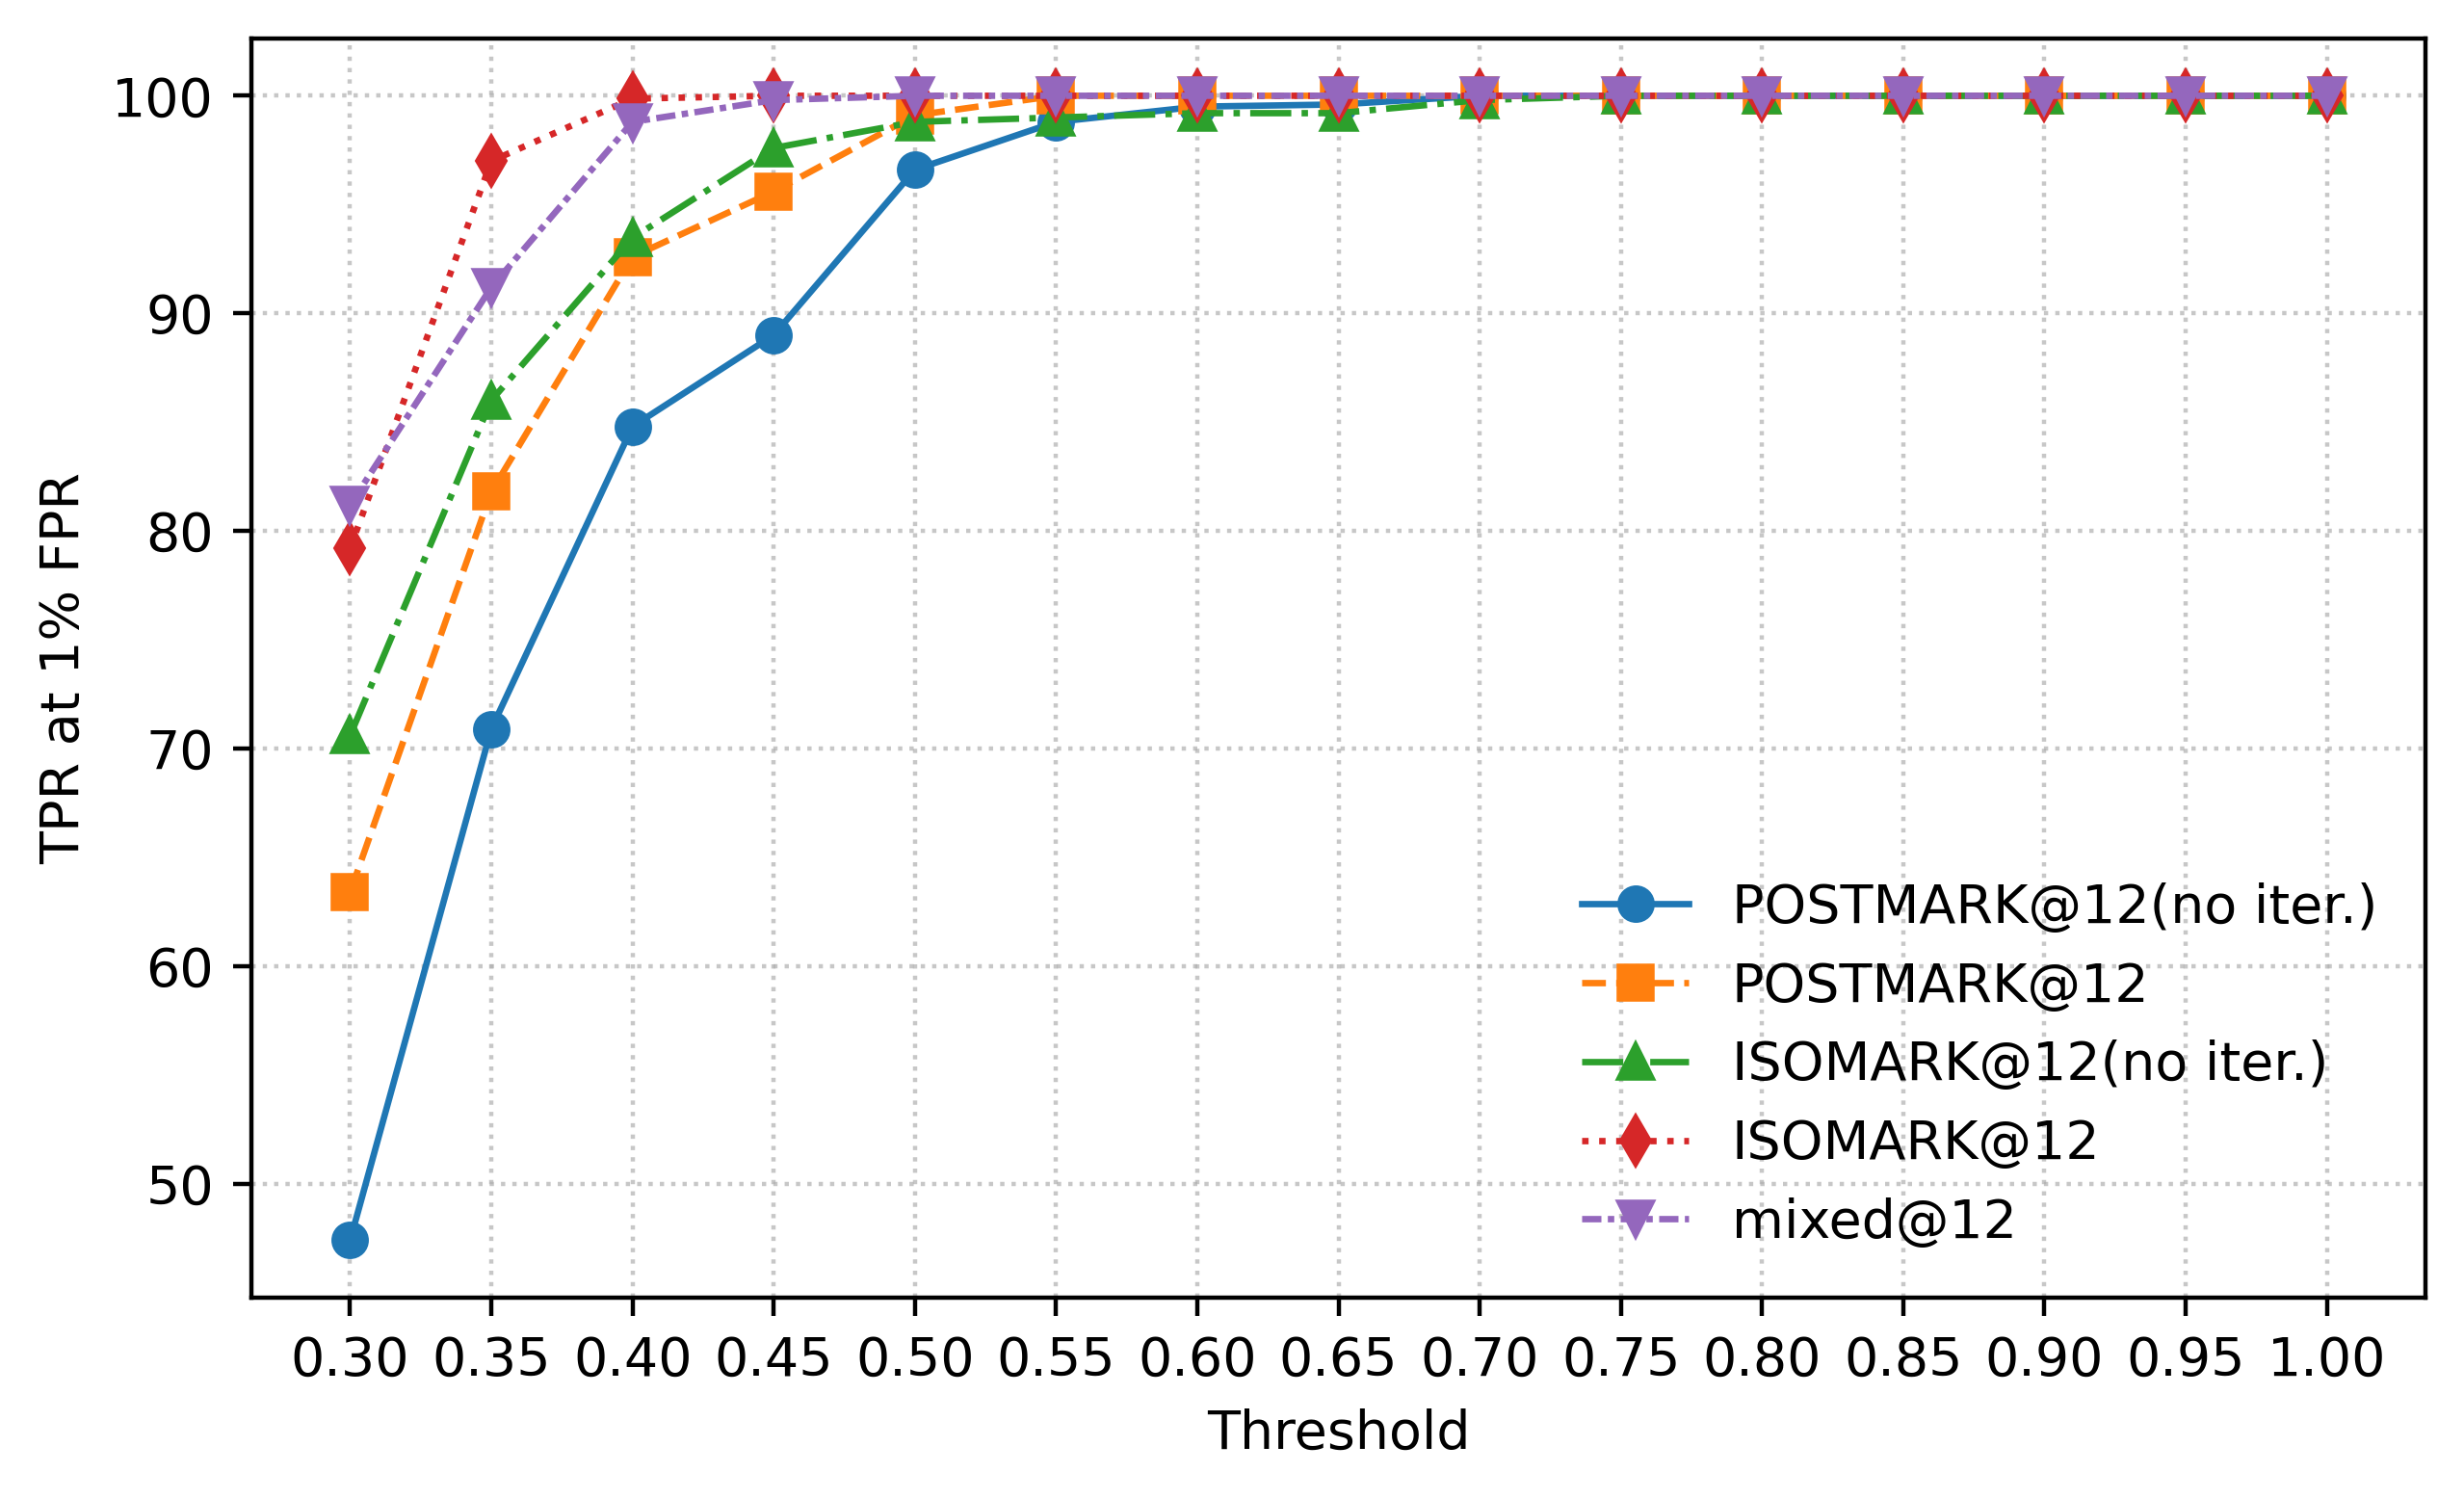 100
90
80
70
60
50
TPR at 1% FPR
POSTMARK@12(no iter.)
POSTMARK@12
ISOMARK@12(no iter.)
ISOMARK@12
mixed@12
0.30 0.35 0.40 0.45 0.50 0.55 0.60 0.65 0.70 0.75 0.80 0.85 0.90 0.95 1.00
Threshold